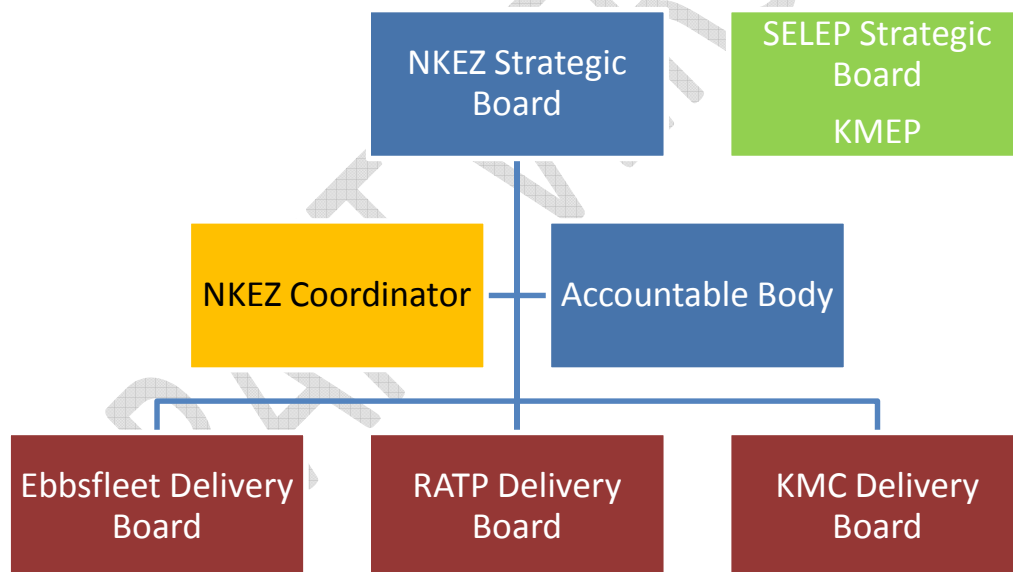 NKEZ Strategic
Board
SELEP Strategic
Board
KMEP
NKEZ Coordinator
Accountable Body
Ebbsfleet Delivery
Board
RATP Delivery
Board
KMC Delivery
Board